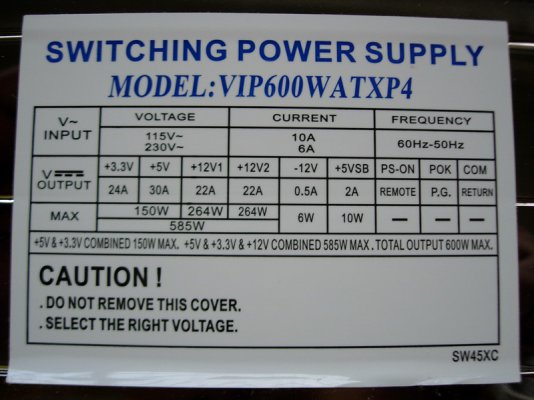 SWITCHING POWER SUPPLY
MODEL:VIP600WATXP4
V~ INPUT VOLTAGE CURRENT FREQUENCY
115V~ 230V~ 10A 6A 60Hz-50Hz
V OUTPUT +3.3V +5V +12V1 +12V2 -12V +5VSB PS-ON POK COM
24A 30A 22A 22A 0.5A 2A REMOTE P.G. RETURN
MAX 150W 264W 264W 6W 10W — — —
585W
+5V & +3.3V COMBINED 150W MAX. +5V & +3.3V & +12V COMBINED 585W MAX . TOTAL OUTPUT 600W MAX.
CAUTION !
. DO NOT REMOVE THIS COVER.
. SELECT THE RIGHT VOLTAGE.
SW45XC